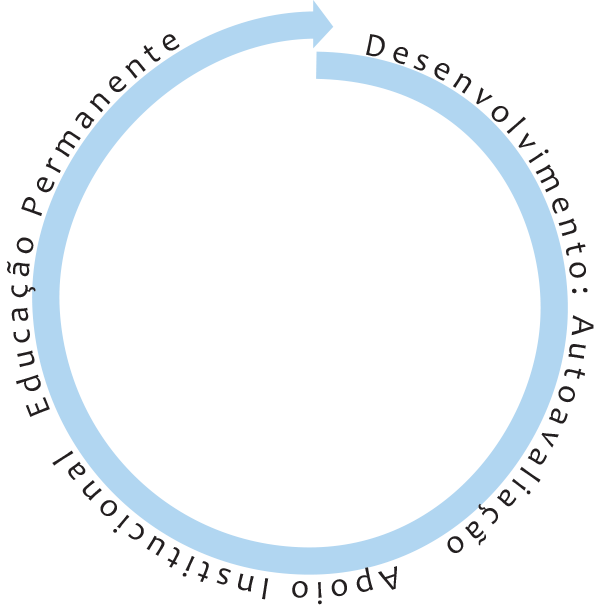 Desenvolvimento: Autoavaliação
Apoio Institucional
Educação Permanente